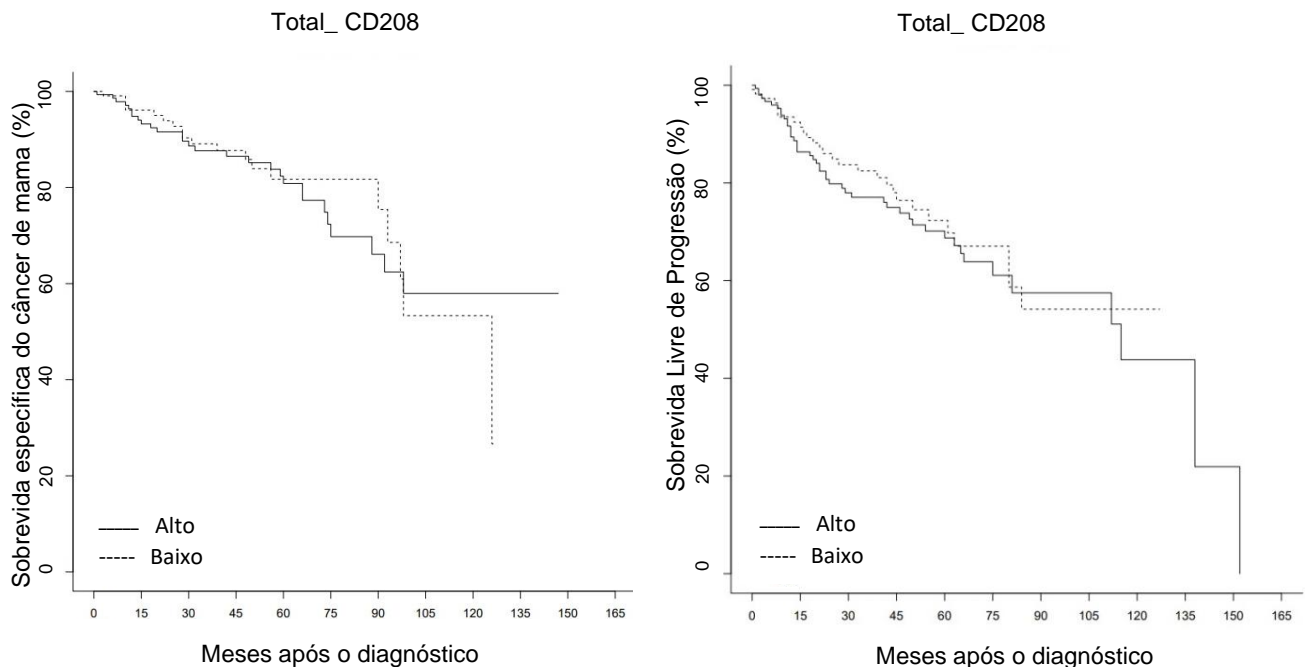 Total_ CD208
Sobrevida específica do câncer de mama (%)
100
80
60
40
20
0
Alto
Baixo
0 15 30 45 60 75 90 105 120 135 150 165
Meses após o diagnóstico
Total_ CD208
Sobrevida Livre de Progressão (%)
100
80
60
40
20
0
Alto
Baixo
0 15 30 45 60 75 90 105 120 135 150 165
Meses após o diagnóstico